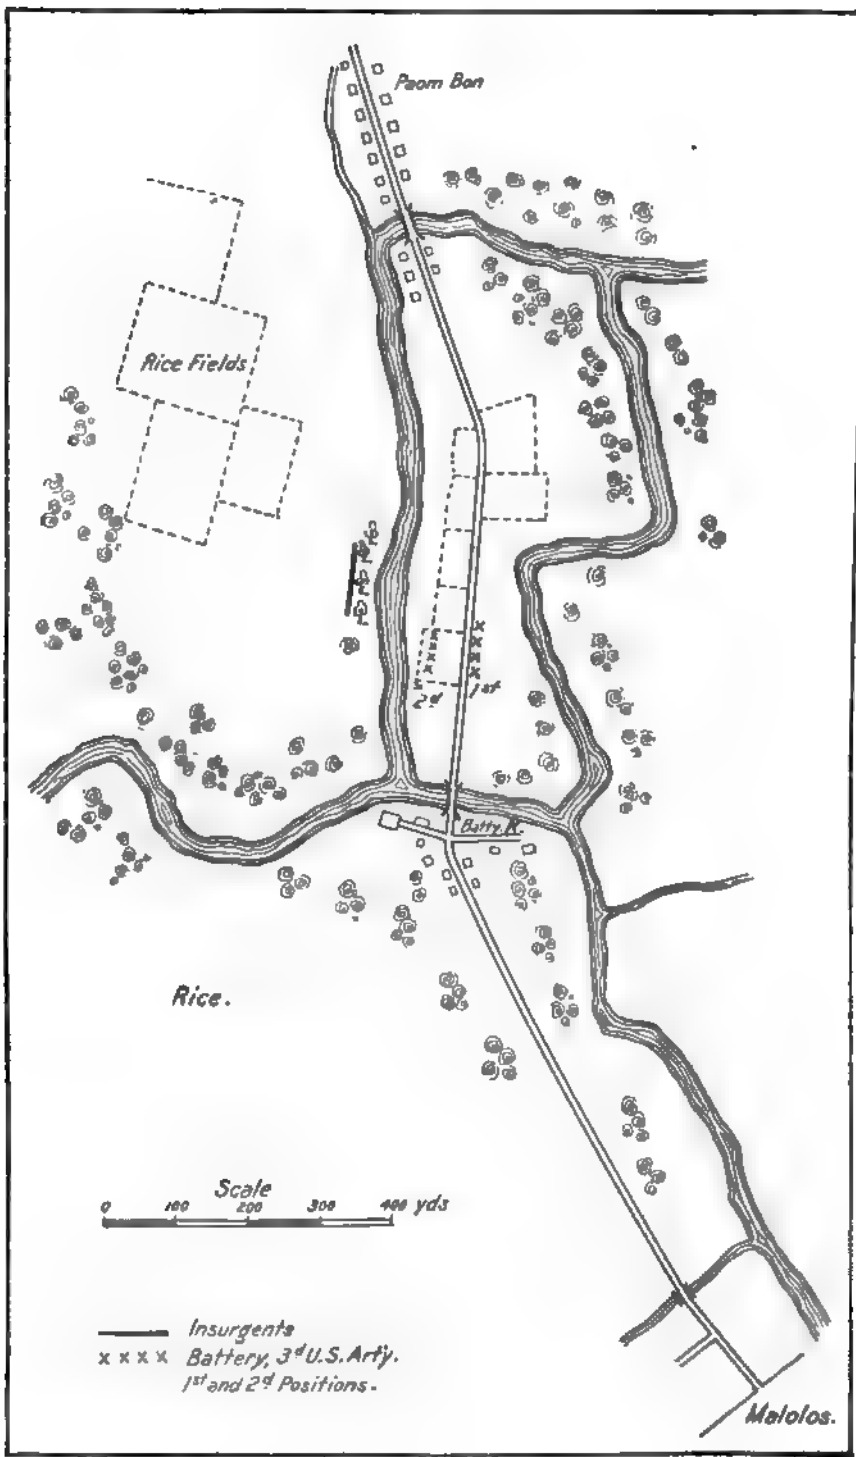 Paom Bon
Rice Fields
2d 1st
Batty. K.
Rice.
Scale
0 100 200 300 400 yds
Insurgents
x x x x Battery, 3d U.S. Art'y.
1st and 2d Positions.
Malolos.